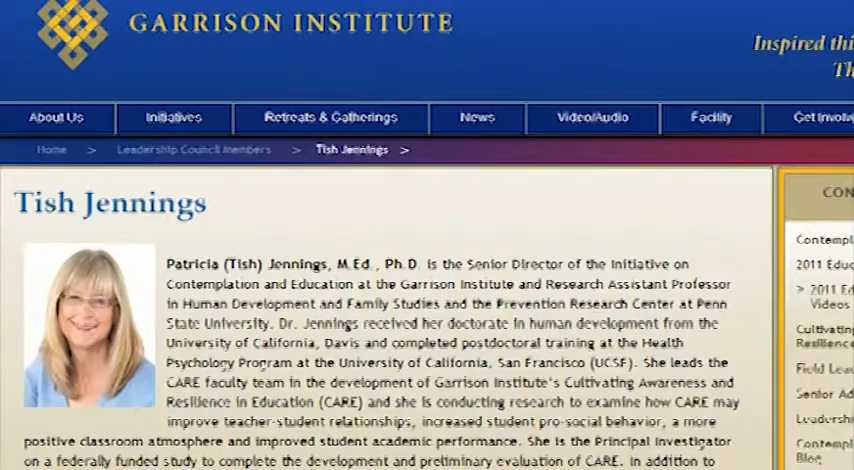 GARRISON INSTITUTE
Inspired thi
Th
About Us
Initiatives
Retreats & Gatherings
News
Video/Audio
Facility
Get Involv
Home > Leadership Council Members > Tish Jennings >
Tish Jennings
Patricia (Tish) Jennings, M.Ed., Ph.D. is the Senior Director of the Initiative on
Contemplation and Education at the Garrison Institute and Research Assistant Professor
in Human Development and Family Studies and the Prevention Research Center at Penn
State University. Dr. Jennings received her doctorate in human development from the
University of California, Davis and completed postdoctoral training at the Health
Psychology Program at the University of California, San Francisco (UCSF). She leads the
CARE faculty team in the development of Garrison Institute's Cultivating Awareness and
Resilience in Education (CARE) and she is conducting research to examine how CARE may
improve teacher-student relationships, increased student pro-social behavior, a more
positive classroom atmosphere and improved student academic performance. She is the Principal Investigator
on a federally funded study to complete the development and preliminary evaluation of CARE. In addition to
CON
Contempl
2011 Educ
> 2011 Ed
Videos
Cultivating
Resilience
Field Lead
Senior Ad
Leadershi
Contempl
Blog